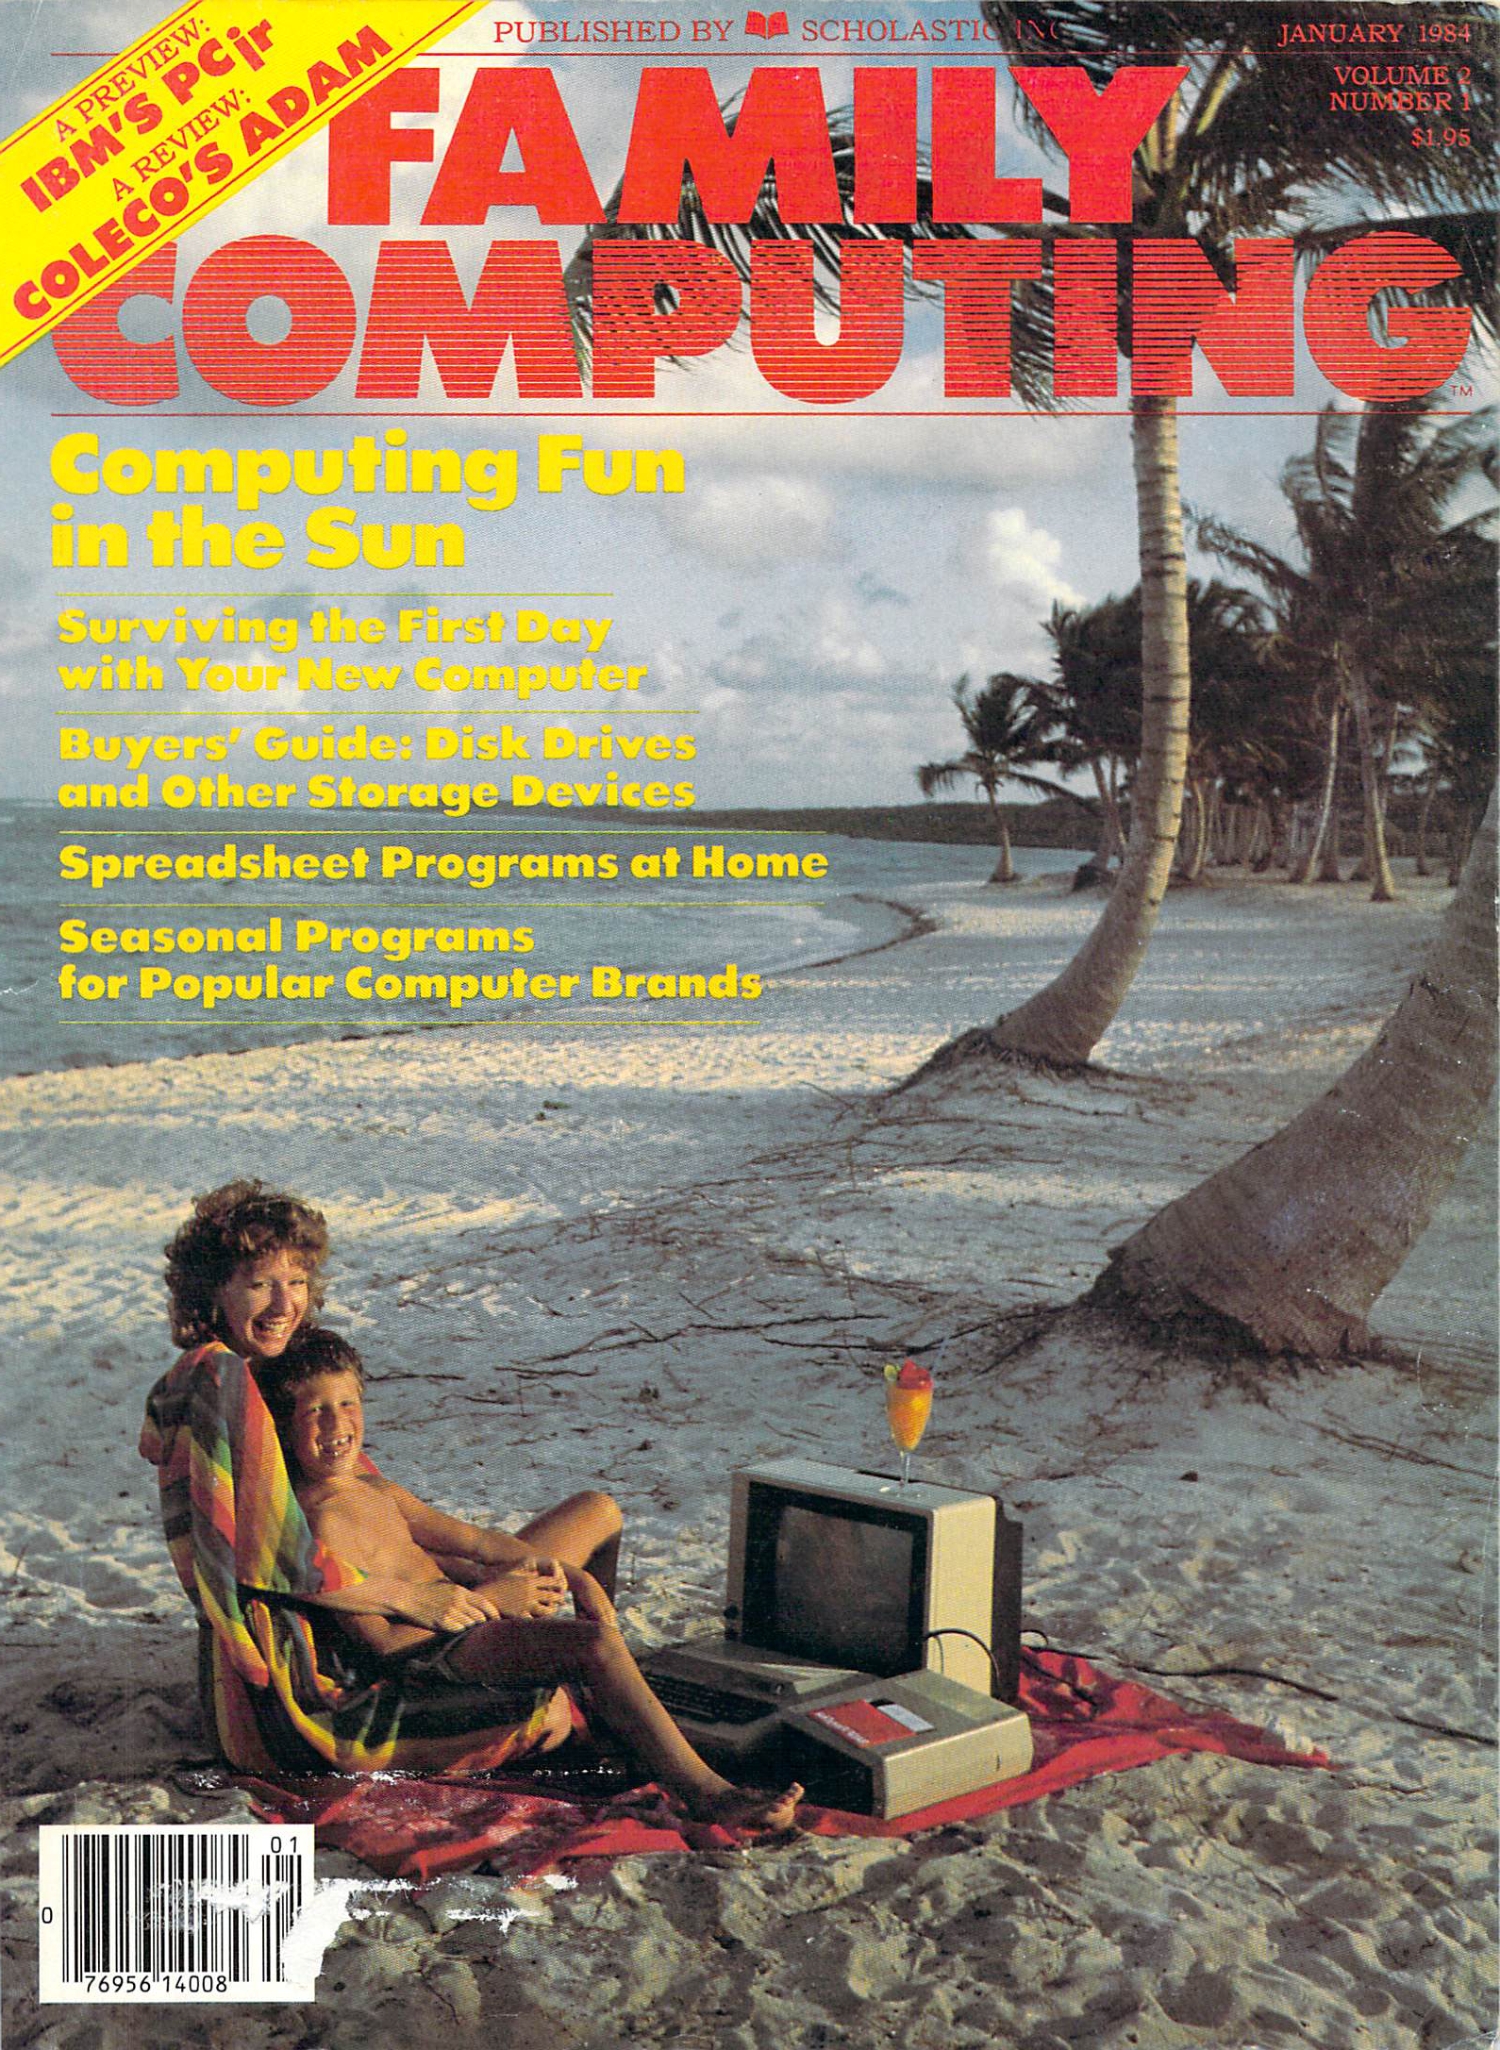 A PREVIEW:
IBM'S PCjr
A REVIEW:
COLECO'S ADAM
PUBLISHED BY SCHOLASTIC INC
JANUARY 1984
VOLUME 2
NUMBER 1
$1.95
FAMILY
COMPUTING
TM
Computing Fun
in the Sun
Surviving the First Day
with Your New Computer
Buyers' Guide: Disk Drives
and Other Storage Devices
Spreadsheet Programs at Home
Seasonal Programs
for Popular Computer Brands
01
0
76956 14008